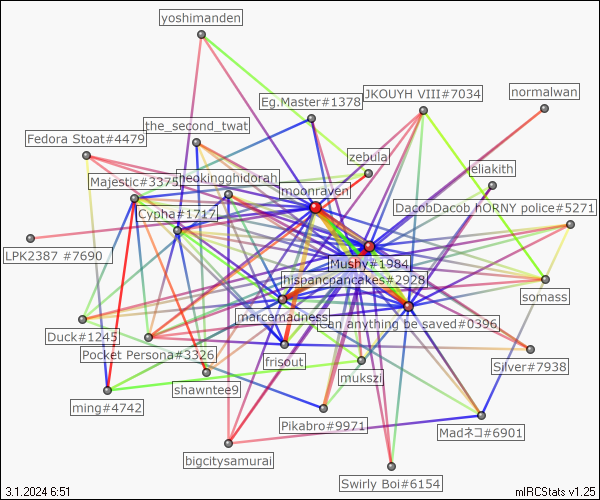 yoshimanden
normalwan
JKOUYH VIII#7034
Eg.Master#1378
the_second_twat
Fedora Stoat#4479
zebula
eliakith
neokingghidorah
Majestic#3375
moonraven
DacobDacob hORNY police#5271
Cypha#1717
LPK2387 #7690
Mushy#1984
hispancpancakes#2928
somass
marcemadness
Can anything be saved#0396
Duck#1245
Pocket Persona#3326
frisout
Silver#7938
mukszi
shawntee9
ming#4742
Pikabro#9971
Madネコ#6901
bigcitysamurai
Swirly Boi#6154
3.1.2024 6:51
mIRCStats v1.25